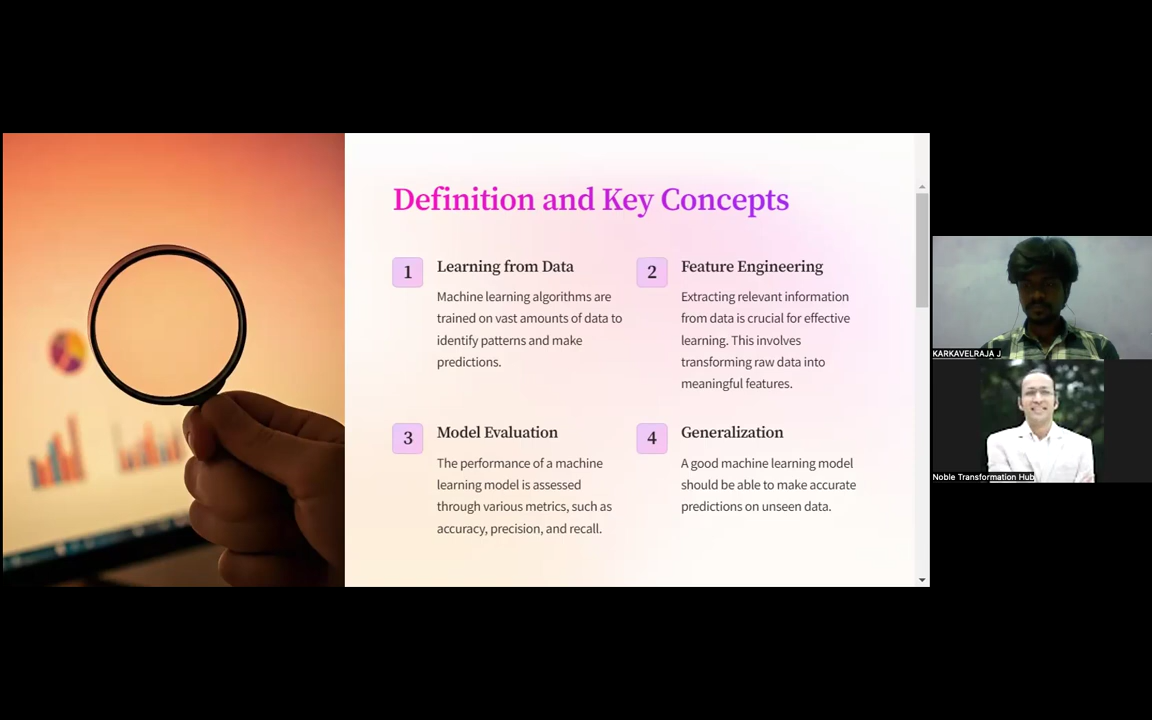 Definition and Key Concepts
1
Learning from Data
Machine learning algorithms are
trained on vast amounts of data to
identify patterns and make
predictions.
2
Feature Engineering
Extracting relevant information
from data is crucial for effective
learning. This involves
transforming raw data into
meaningful features.
3
Model Evaluation
The performance of a machine
learning model is assessed
through various metrics, such as
accuracy, precision, and recall.
4
Generalization
A good machine learning model
should be able to make accurate
predictions on unseen data.
KARKAVELRAJA J
Noble Transformation Hub